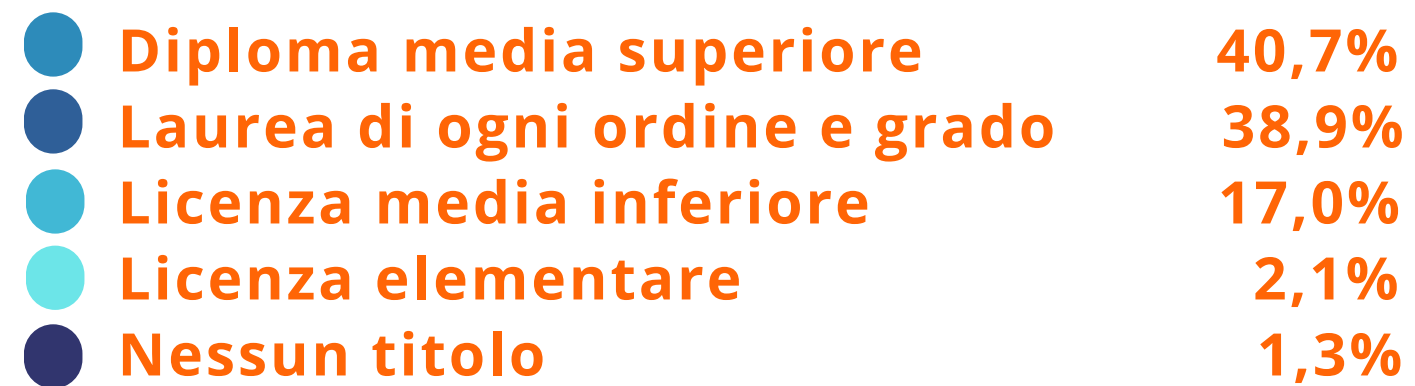 Diploma media superiore 40,7%
Laurea di ogni ordine e grado 38,9%
Licenza media inferiore 17,0%
Licenza elementare 2,1%
Nessun titolo 1,3%